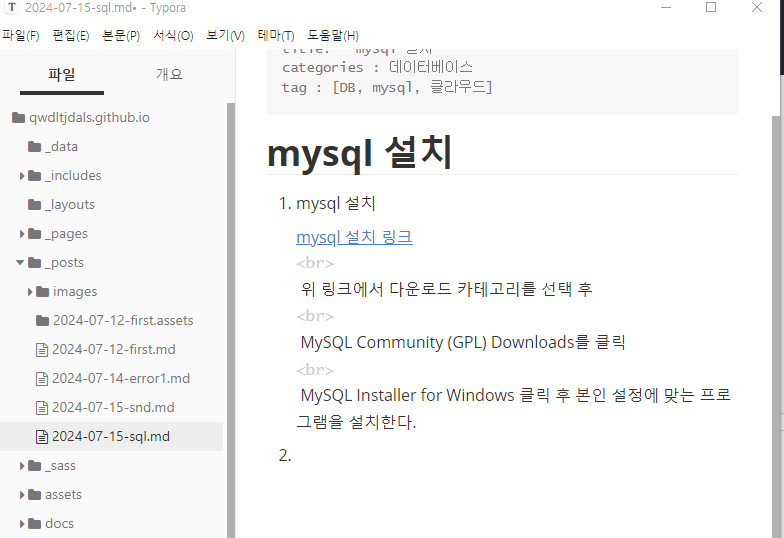 T 2024-07-15-sql.md• - Typora
파일(F) 편집(E) 본문(P) 서식(O) 보기(V) 테마(T) 도움말(H)
파일 개요
qwdltjdals.github.io
_data
_includes
_layouts
_pages
_posts
images
2024-07-12-first.assets
2024-07-12-first.md
2024-07-14-error1.md
2024-07-15-snd.md
2024-07-15-sql.md
_sass
assets
docs
title: "mysql 설치"
categories : 데이터베이스
tag : [DB, mysql, 클라우드]
mysql 설치
1. mysql 설치
mysql 설치 링크
<br>
위 링크에서 다운로드 카테고리를 선택 후
<br>
MySQL Community (GPL) Downloads를 클릭
<br>
MySQL Installer for Windows 클릭 후 본인 설정에 맞는 프로
그램을 설치한다.
2.